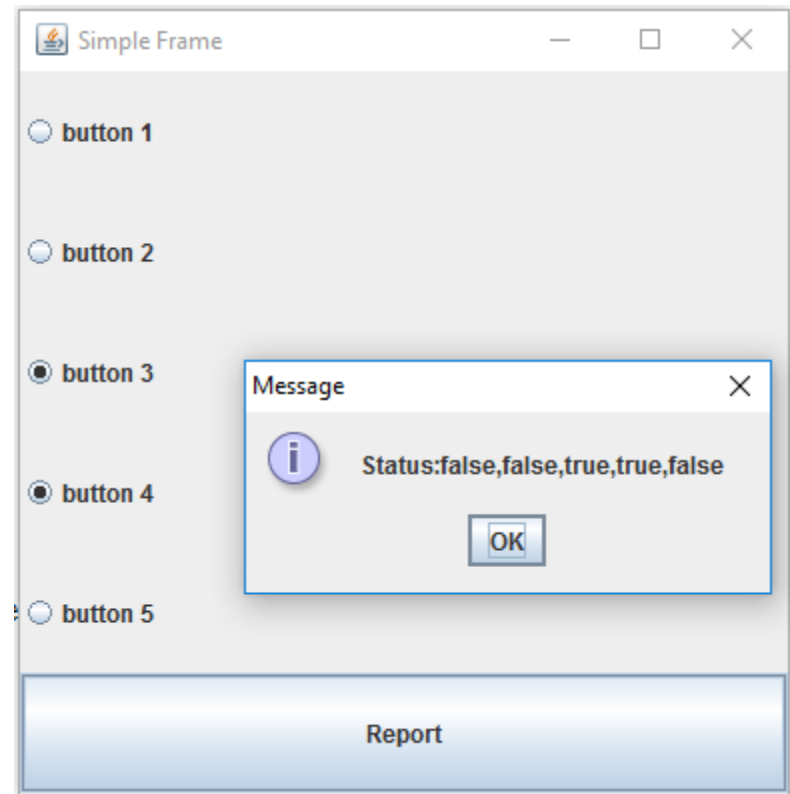 Simple Frame
button 1
button 2
button 3
Message
Status:false,false,true,true,false
button 4
OK
button 5
Report